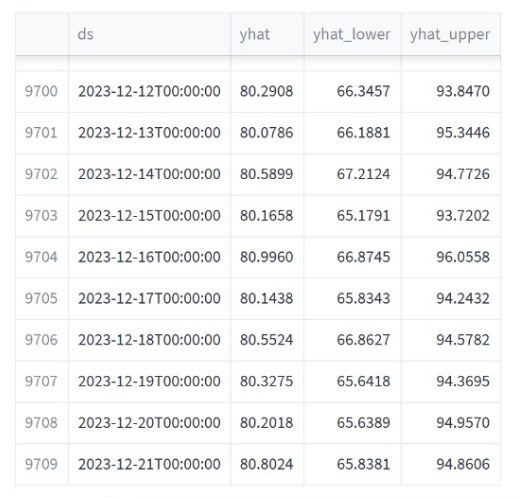 ds yhat yhat_lower yhat_upper
9700 2023-12-12T00:00:00 80.2908 66.3457 93.8470
9701 2023-12-13T00:00:00 80.0786 66.1881 95.3446
9702 2023-12-14T00:00:00 80.5899 67.2124 94.7726
9703 2023-12-15T00:00:00 80.1658 65.1791 93.7202
9704 2023-12-16T00:00:00 80.9960 66.8745 96.0558
9705 2023-12-17T00:00:00 80.1438 65.8343 94.2432
9706 2023-12-18T00:00:00 80.5524 66.8627 94.5782
9707 2023-12-19T00:00:00 80.3275 65.6418 94.3695
9708 2023-12-20T00:00:00 80.2018 65.6389 94.9570
9709 2023-12-21T00:00:00 80.8024 65.8381 94.8606